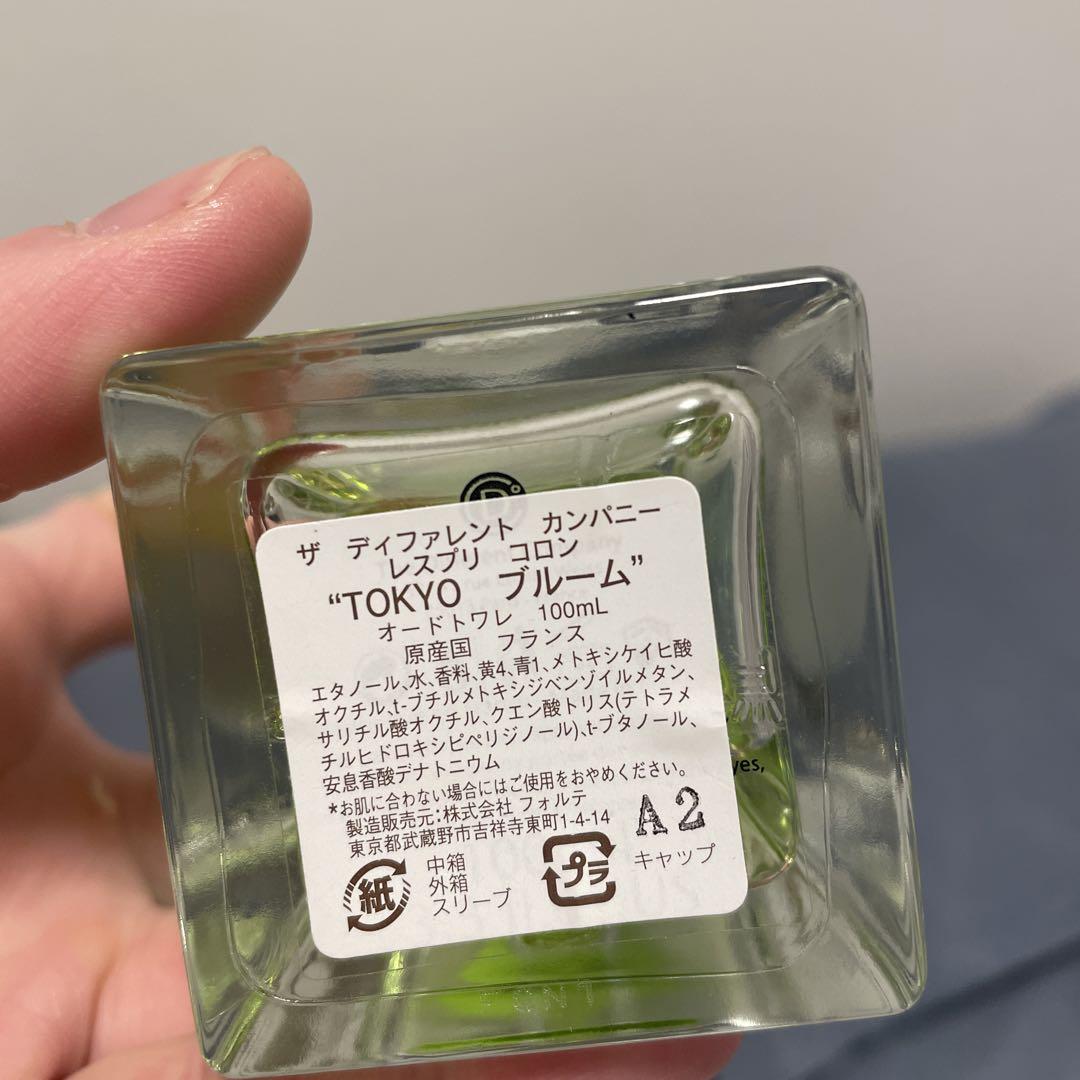 ザ ディファレント カンパニー
レスプリ コロン
“TOKYO ブルーム”
オードトワレ 100mL
原産国 フランス
エタノール、水、香料、黄4、青1、メトキシケイヒ酸
オクチル、t-ブチルメトキシジベンゾイルメタン、
サリチル酸オクチル、クエン酸トリス(テトラメ
チルヒドロキシピペリジノール)、t-ブタノール、
安息香酸デナトニウム
*お肌に合わない場合にはご使用をおやめください。
製造販売元:株式会社 フォルテ
東京都武蔵野市吉祥寺東町1-4-14
A2
紙
中箱
外箱
スリーブ
プラ
キャップ
yes,